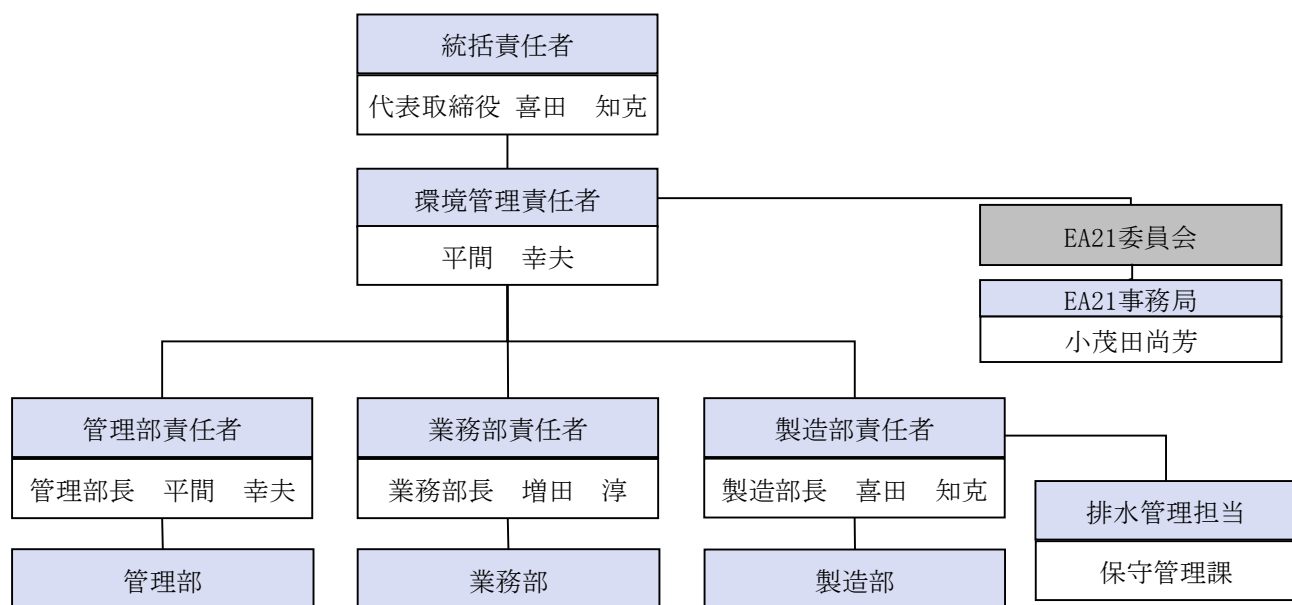 統括責任者
代表取締役 喜田　知克
環境管理責任者
平間　幸夫
EA21委員会
EA21事務局
小茂田尚芳
管理部責任者
管理部長　平間　幸夫
業務部責任者
業務部長　増田　淳
製造部責任者
製造部長　喜田　知克
排水管理担当
保守管理課
管理部
業務部
製造部